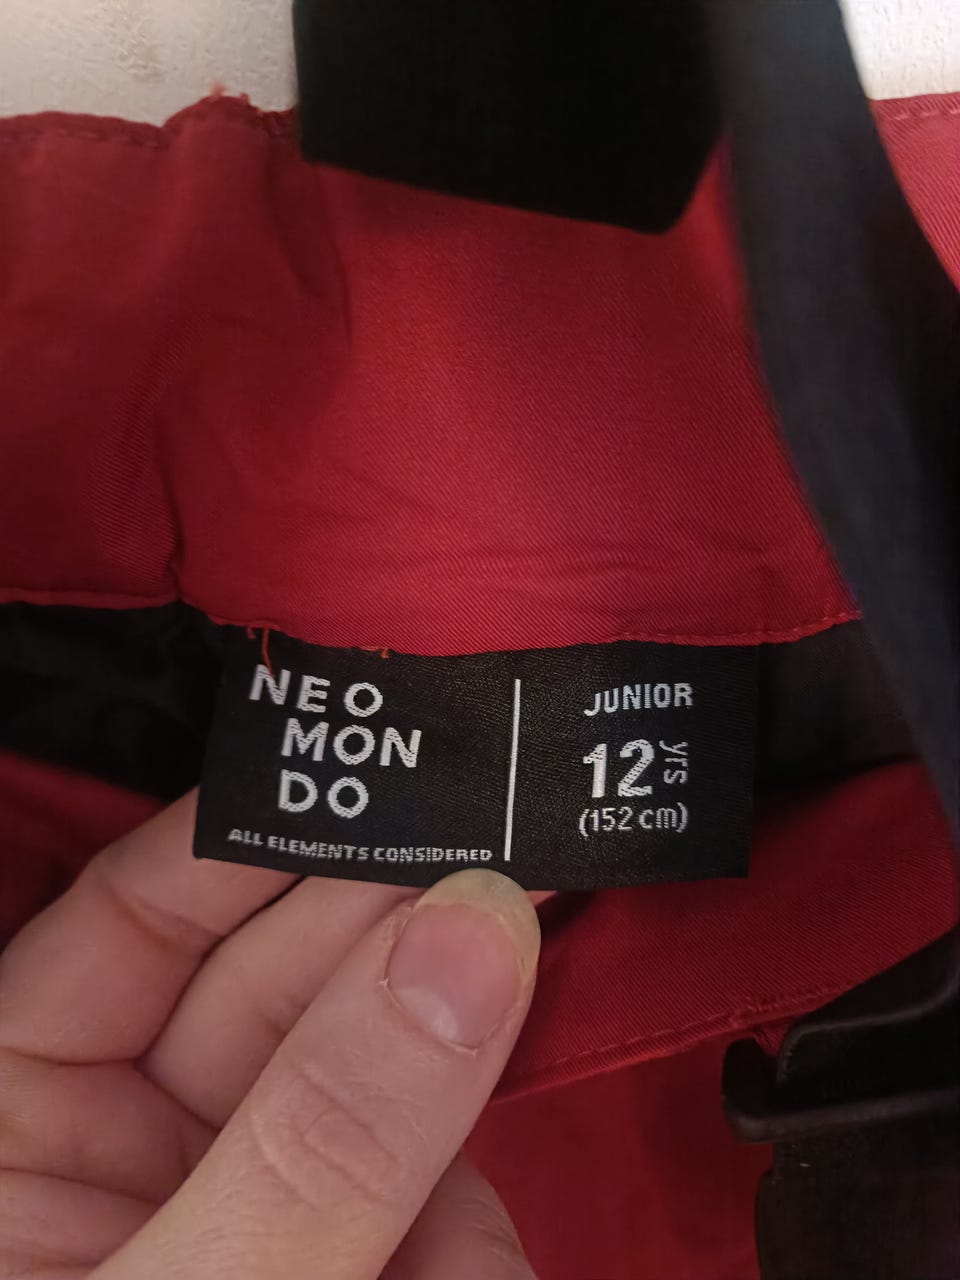 NEO
MON
DO
ALL ELEMENTS CONSIDERED
JUNIOR
12 yrs
(152 cm)